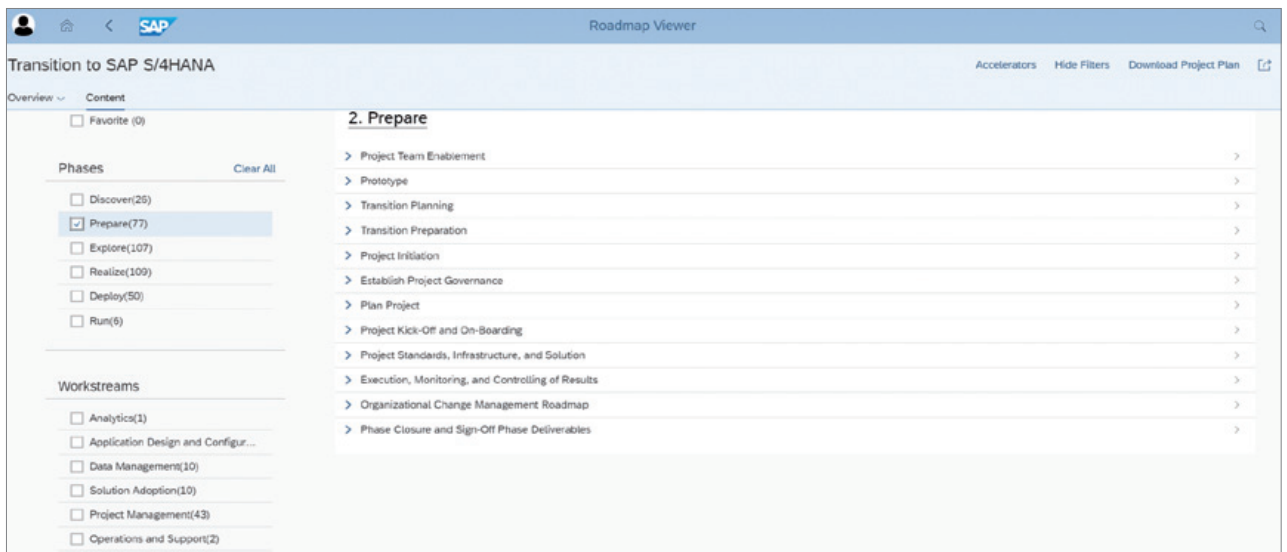 SAP
Roadmap Viewer
Transition to SAP S/4HANA
Accelerators Hide Filters Download Project Plan
Overview Content
Favorite (0)
Phases Clear All
Discover(26)
Prepare(77)
Explore(107)
Realize(109)
Deploy(50)
Run(6)
Workstreams
Analytics(1)
Application Design and Configur...
Data Management(10)
Solution Adoption(10)
Project Management(43)
Operations and Support(2)
2. Prepare
Project Team Enablement
Prototype
Transition Planning
Transition Preparation
Project Initiation
Establish Project Governance
Plan Project
Project Kick-Off and On-Boarding
Project Standards, Infrastructure, and Solution
Execution, Monitoring, and Controlling of Results
Organizational Change Management Roadmap
Phase Closure and Sign-Off Phase Deliverables